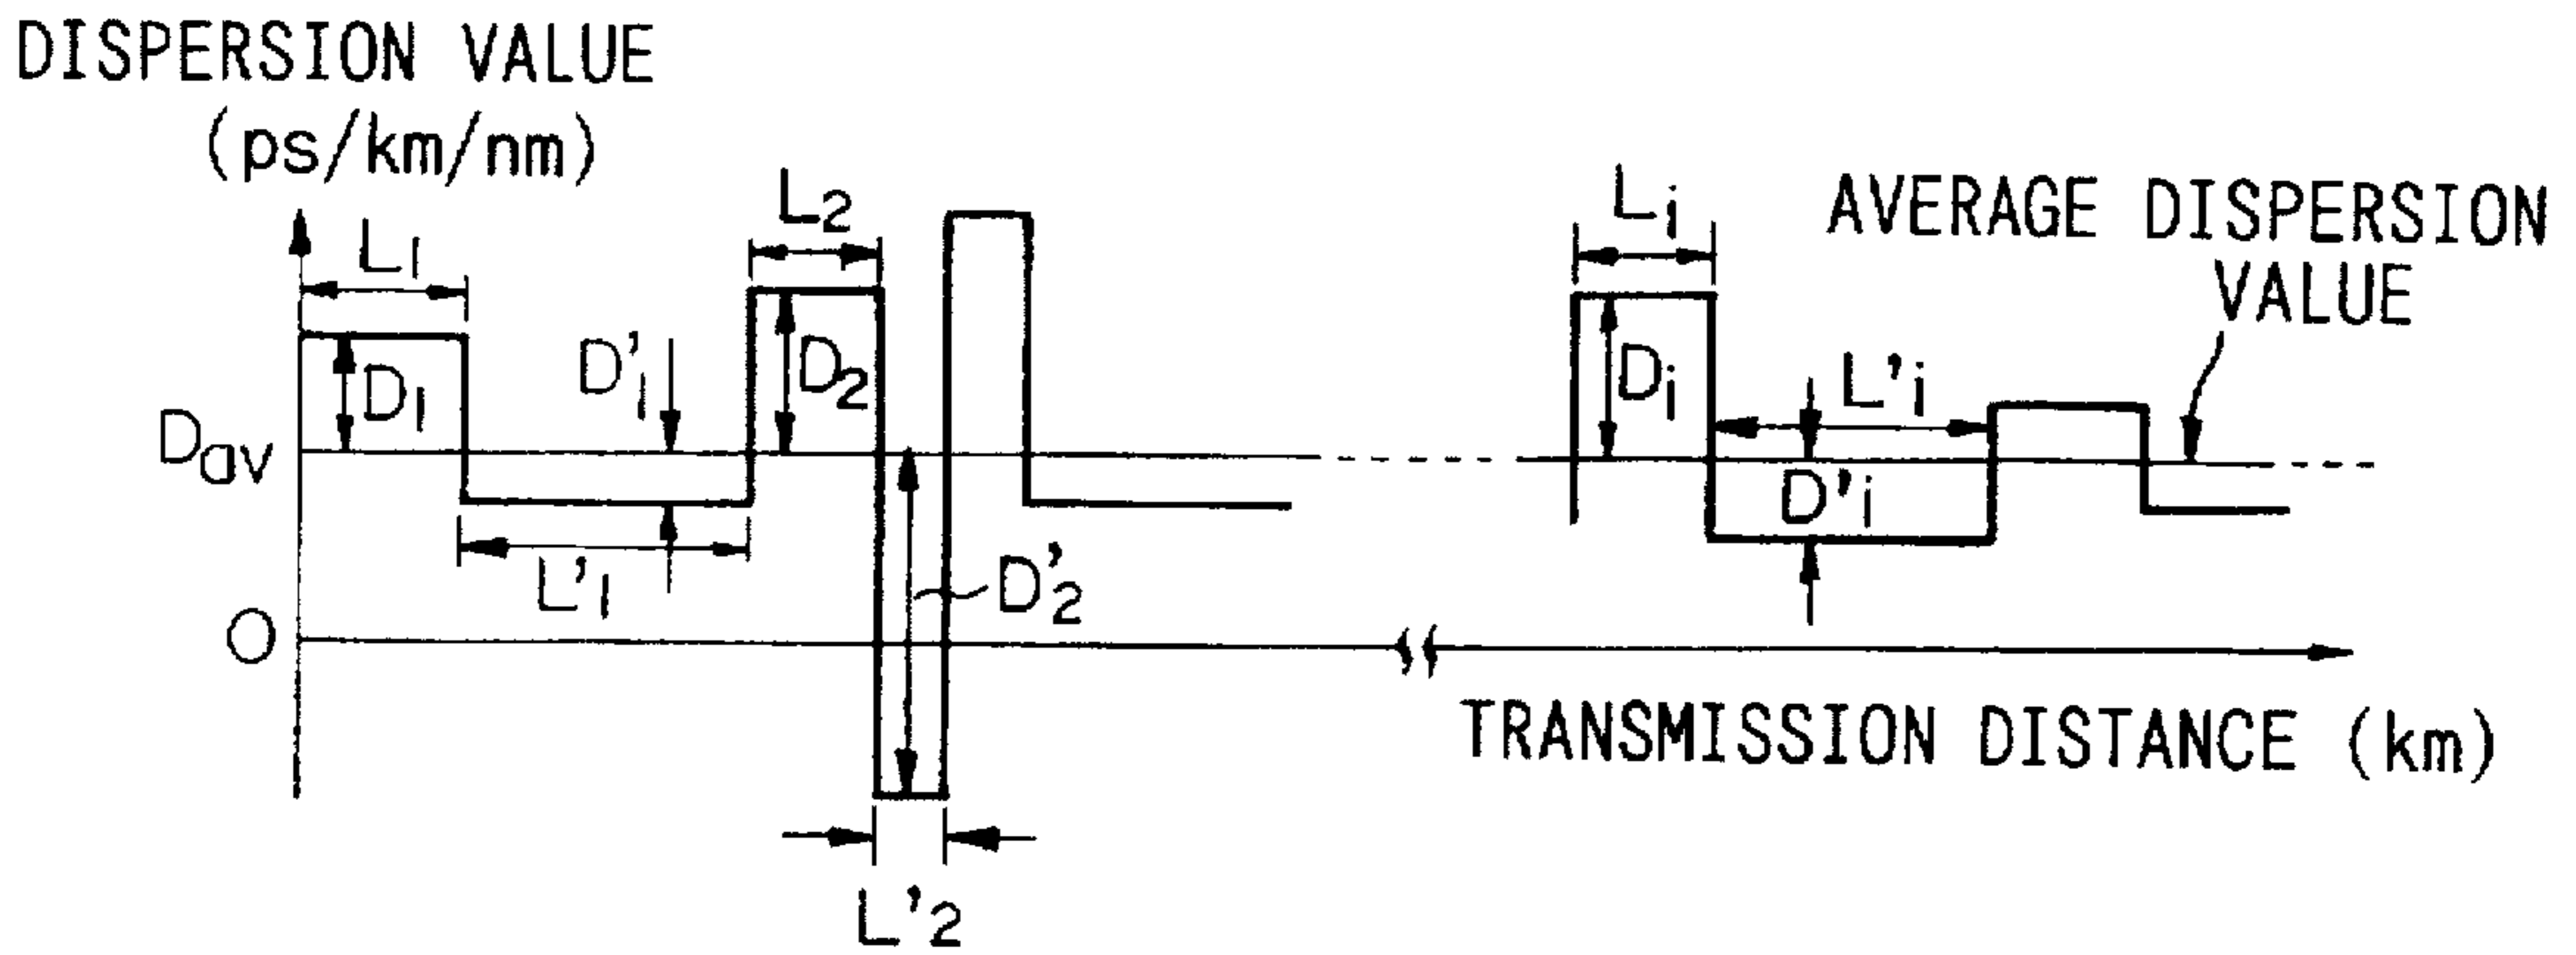 DISPERSION VALUE
(ps/km/nm)
L1
L2
Li
AVERAGE DISPERSION
VALUE
D1
D'1
D2
Di
L'i
Dav
D'i
L'1
D'2
0
TRANSMISSION DISTANCE (km)
L'2